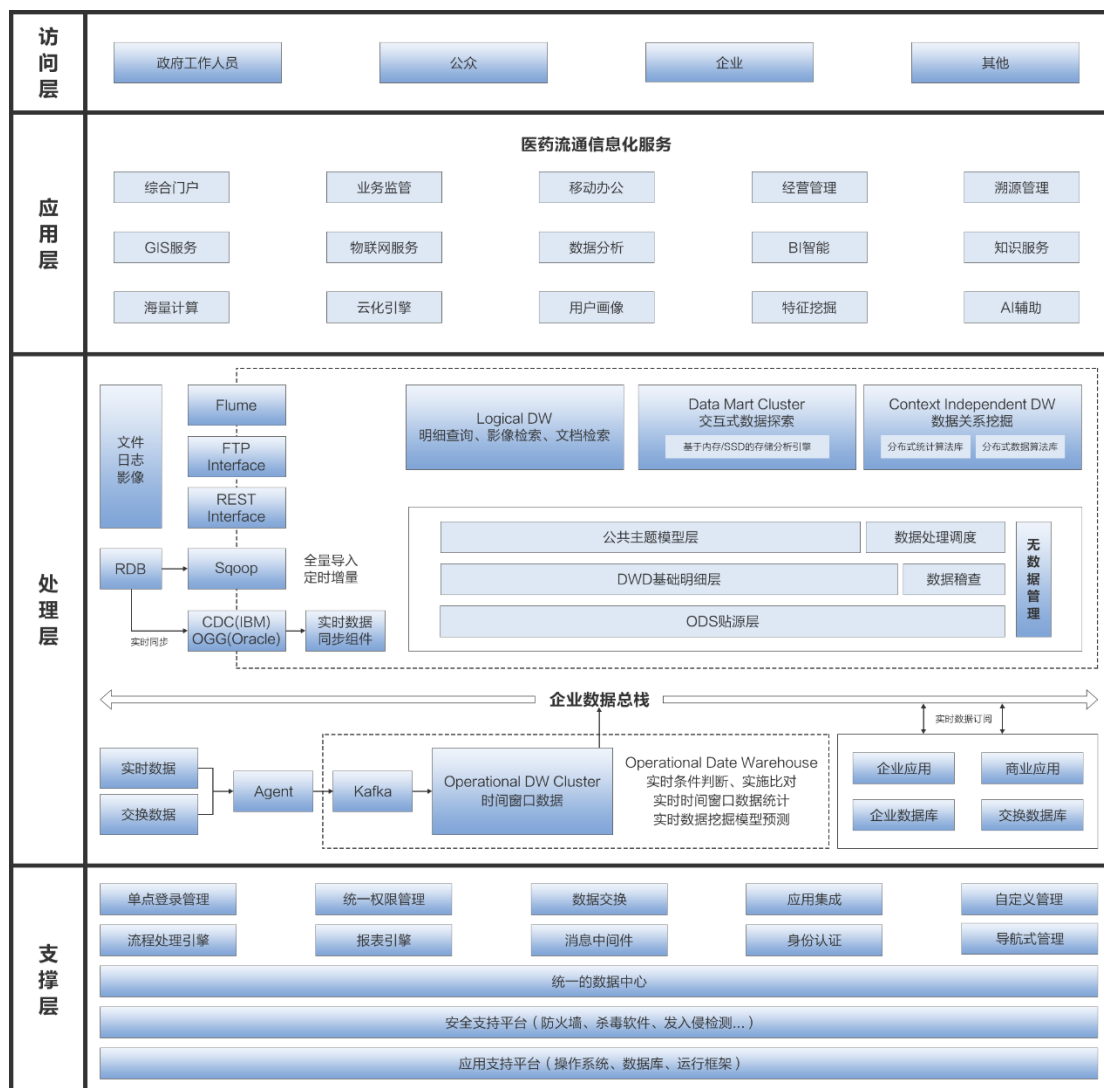 访问层
政府工作人员
公众
企业
其他
应用层
医药流通信息化服务
综合门户
业务监管
移动办公
经营管理
溯源管理
GIS服务
物联网服务
数据分析
BI智能
知识服务
海量计算
云化引擎
用户画像
特征挖掘
AI辅助
处理层
文件
日志
影像
Flume
FTP
Interface
REST
Interface
RDB
Sqoop
全量导入
定时增量
实时同步
CDC(IBM)
OGG(Oracle)
实时数据
同步组件
Logical DW
明细查询、影像检索、文档检索
Data Mart Cluster
交互式数据探索
基于内存/SSD的存储分析引擎
Context Independent DW
数据关系挖掘
分布式统计算法库
分布式数据算法库
公共主题模型层
数据处理调度
DWD基础明细层
数据稽查
ODS贴源层
无数据管理
企业数据总栈
实时数据
交换数据
Agent
Kafka
Operational DW Cluster
时间窗口数据
Operational Date Warehouse
实时条件判断、实施比对
实时时间窗口数据统计
实时数据挖掘模型预测
实时数据订阅
企业应用
商业应用
企业数据库
交换数据库
支撑层
单点登录管理
统一权限管理
数据交换
应用集成
自定义管理
流程处理引擎
报表引擎
消息中间件
身份认证
导航式管理
统一的数据中心
安全支持平台（防火墙、杀毒软件、发入侵检测...）
应用支持平台（操作系统、数据库、运行框架）